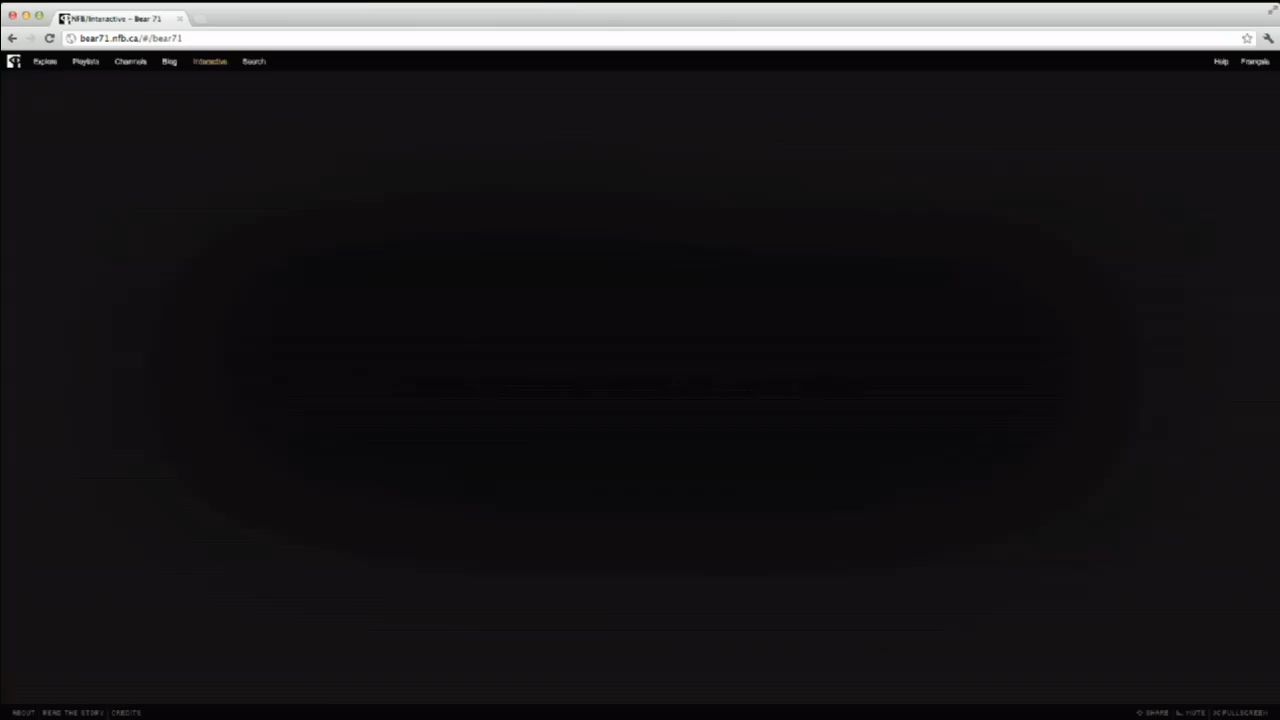 NFB/Interactive – Bear 71
bear71.nfb.ca/#/bear71
Explore Playlists Channels Blog Interactive Search Help Français
ABOUT | READ THE STORY | CREDITS SHARE | MUTE | FULLSCREEN